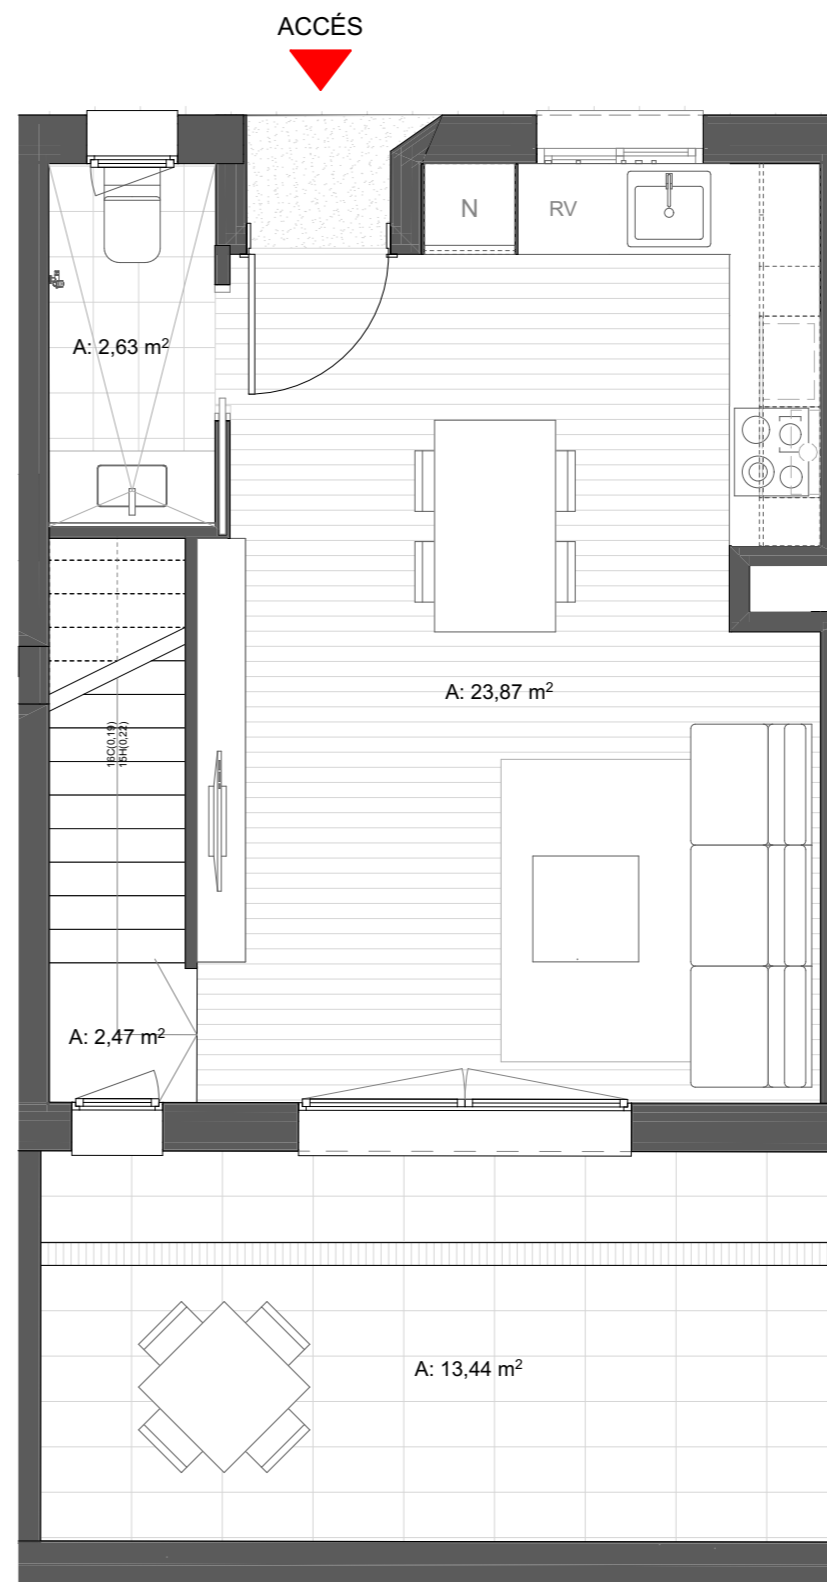 ACCÉS
N
RV
A: 2,63 m²
A: 23,87 m²
16C(0,19)
15H(0,22)
A: 2,47 m²
A: 13,44 m²